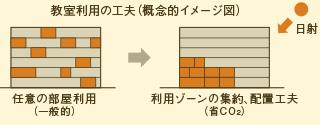 教室利用の工夫（概念的イメージ図）
日射
任意の部屋利用
（一般的）
利用ゾーンの集約、配置工夫
（省CO₂）